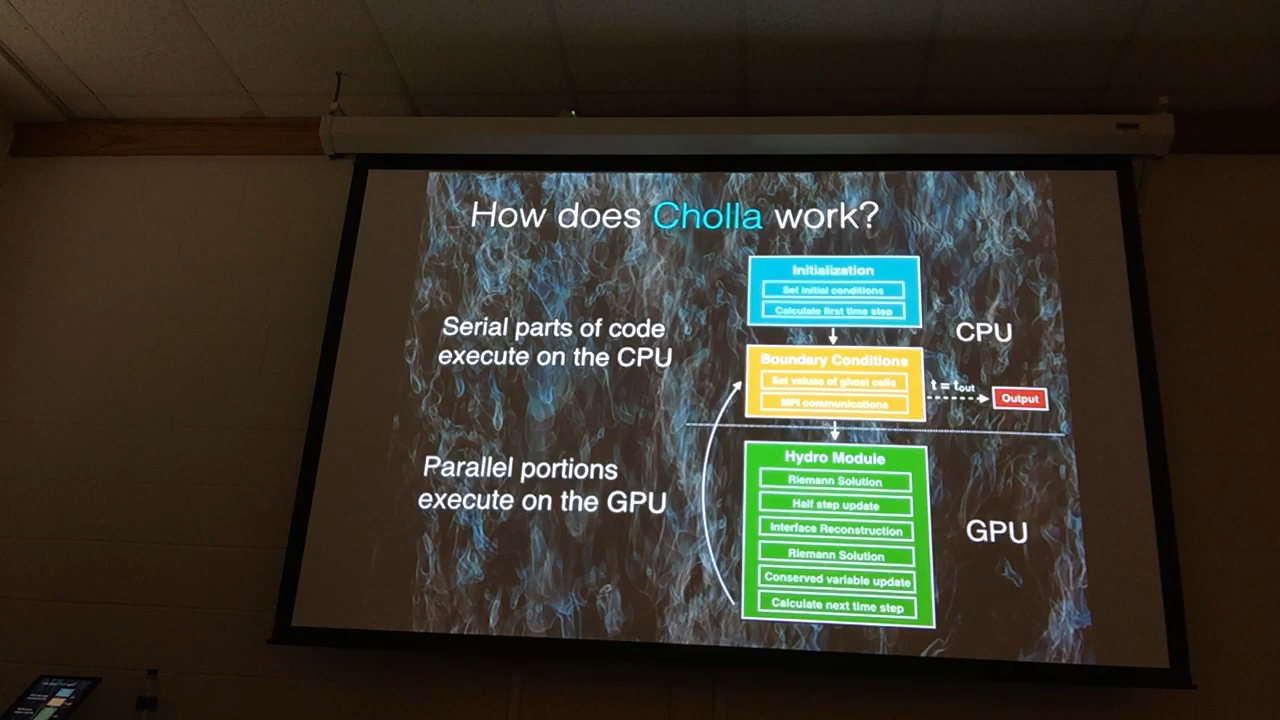 How does Cholla work?
Initialization
Set initial conditions
Calculate first time step
Serial parts of code
execute on the CPU
CPU
Boundary Conditions
Set values of ghost cells
MPI communications
t = tout
Output
Hydro Module
Riemann Solution
Half step update
Interface Reconstruction
Riemann Solution
Conserved variable update
Calculate next time step
Parallel portions
execute on the GPU
GPU